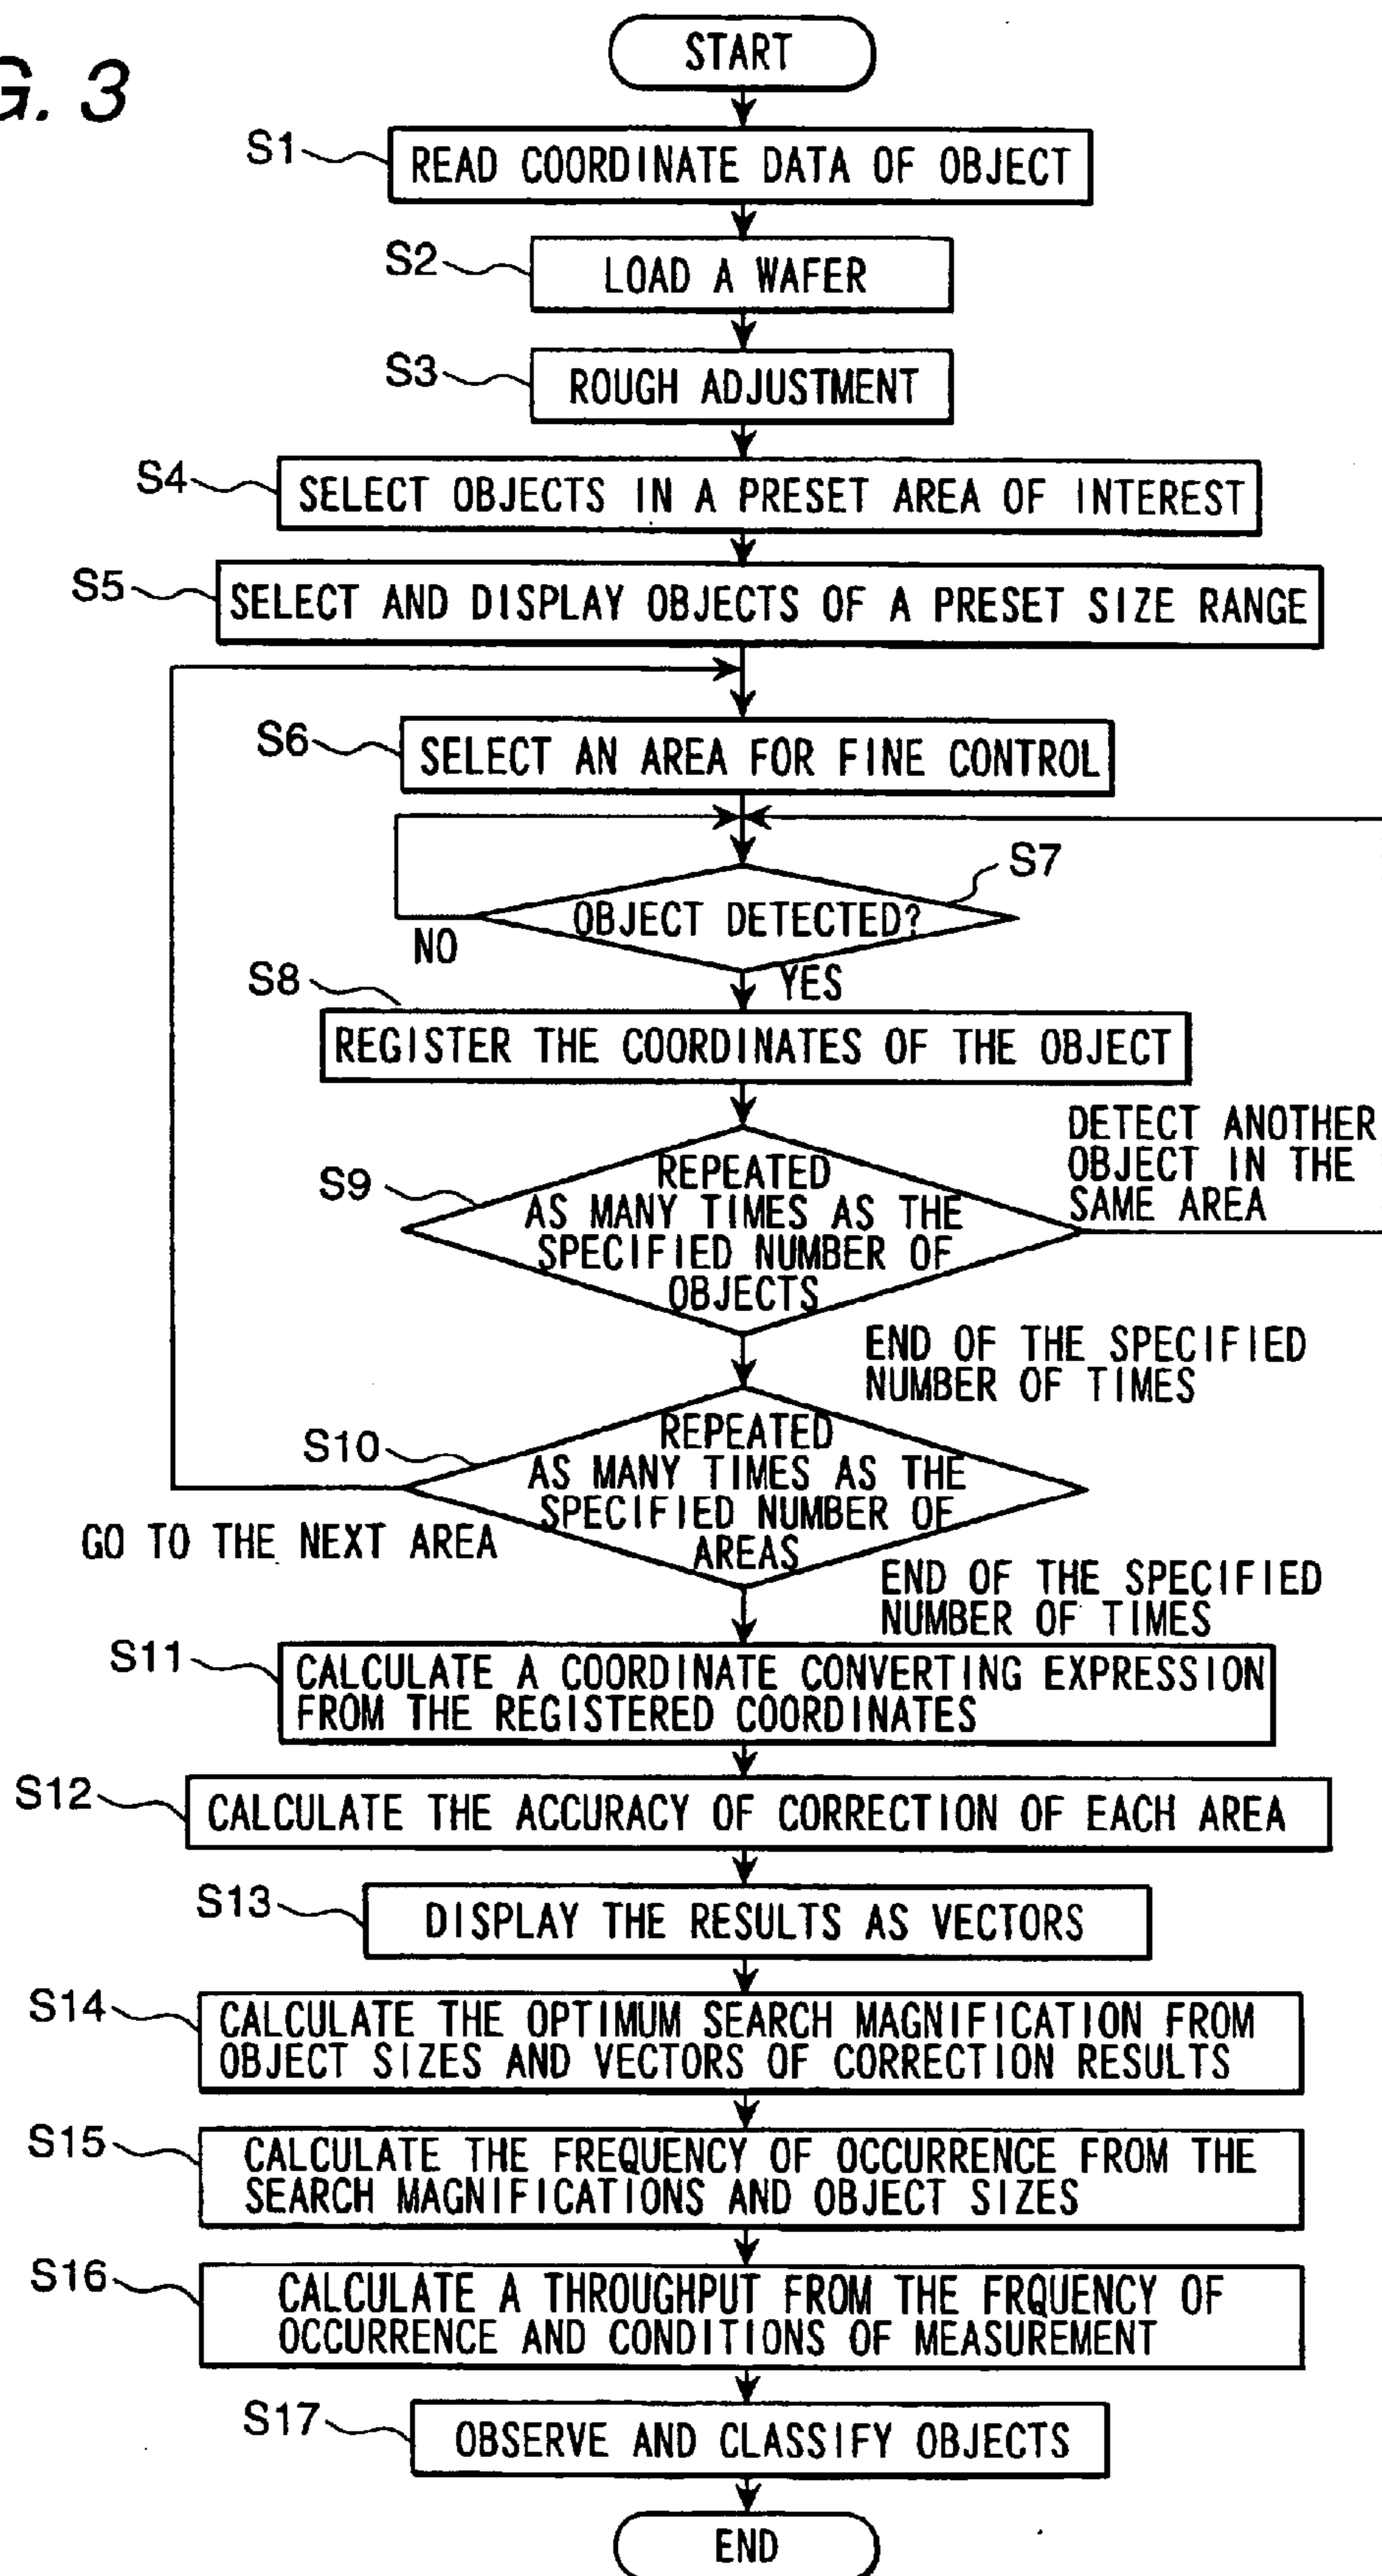 G. 3
START
S1
READ COORDINATE DATA OF OBJECT
S2
LOAD A WAFER
S3
ROUGH ADJUSTMENT
S4
SELECT OBJECTS IN A PRESET AREA OF INTEREST
S5
SELECT AND DISPLAY OBJECTS OF A PRESET SIZE RANGE
S6
SELECT AN AREA FOR FINE CONTROL
S7
OBJECT DETECTED?
NO
YES
S8
REGISTER THE COORDINATES OF THE OBJECT
S9
REPEATED
AS MANY TIMES AS THE
SPECIFIED NUMBER OF
OBJECTS
DETECT ANOTHER
OBJECT IN THE
SAME AREA
END OF THE SPECIFIED
NUMBER OF TIMES
S10
REPEATED
AS MANY TIMES AS THE
SPECIFIED NUMBER OF
AREAS
GO TO THE NEXT AREA
END OF THE SPECIFIED
NUMBER OF TIMES
S11
CALCULATE A COORDINATE CONVERTING EXPRESSION
FROM THE REGISTERED COORDINATES
S12
CALCULATE THE ACCURACY OF CORRECTION OF EACH AREA
S13
DISPLAY THE RESULTS AS VECTORS
S14
CALCULATE THE OPTIMUM SEARCH MAGNIFICATION FROM
OBJECT SIZES AND VECTORS OF CORRECTION RESULTS
S15
CALCULATE THE FREQUENCY OF OCCURRENCE FROM THE
SEARCH MAGNIFICATIONS AND OBJECT SIZES
S16
CALCULATE A THROUGHPUT FROM THE FRQUENCY OF
OCCURRENCE AND CONDITIONS OF MEASUREMENT
S17
OBSERVE AND CLASSIFY OBJECTS
END